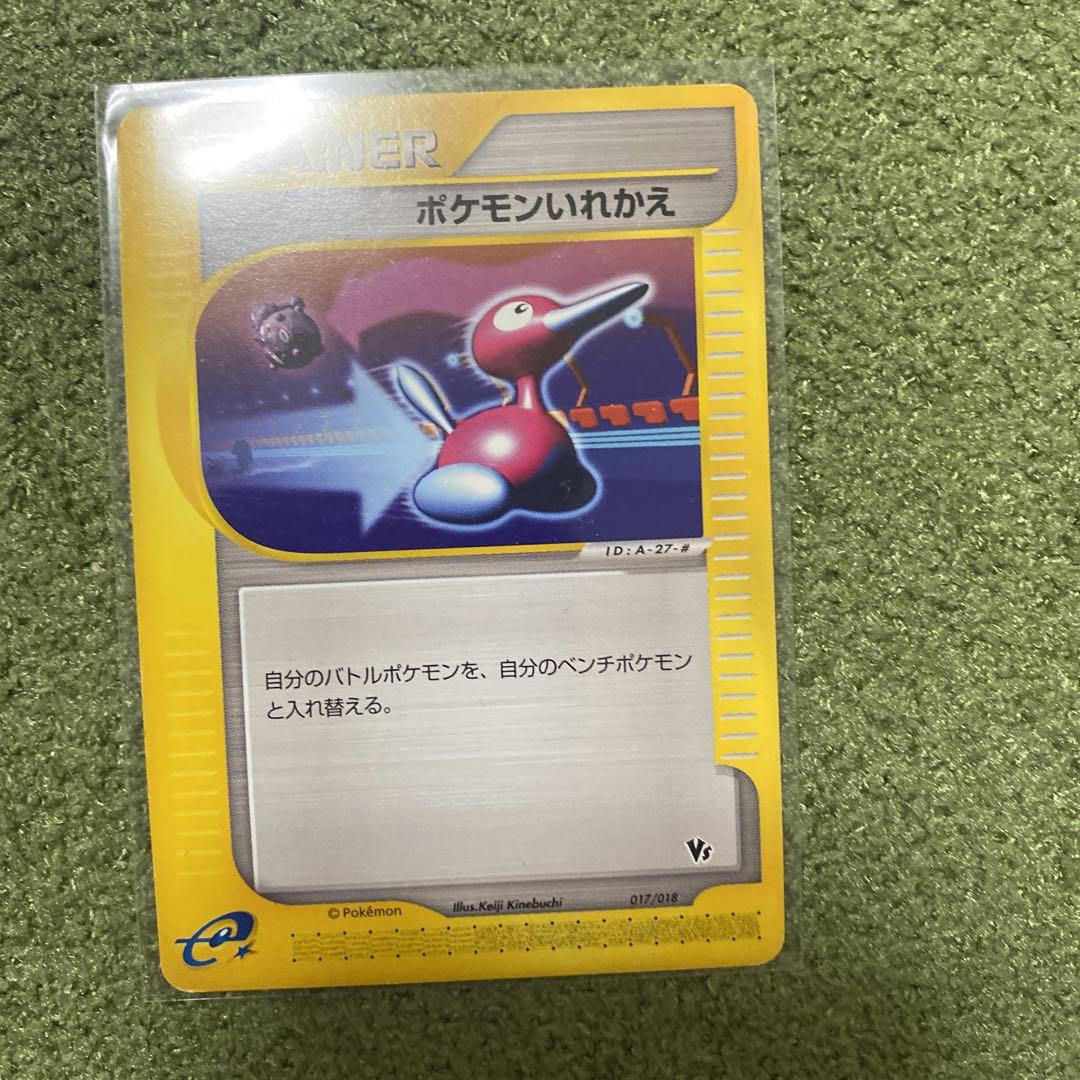 AINER
ポケモンいれかえ
ID:A-27-#
自分のバトルポケモンを、自分のベンチポケモン
と入れ替える。
Vs
©Pokémon
Illus.Keiji Kinebuchi
017/018
e